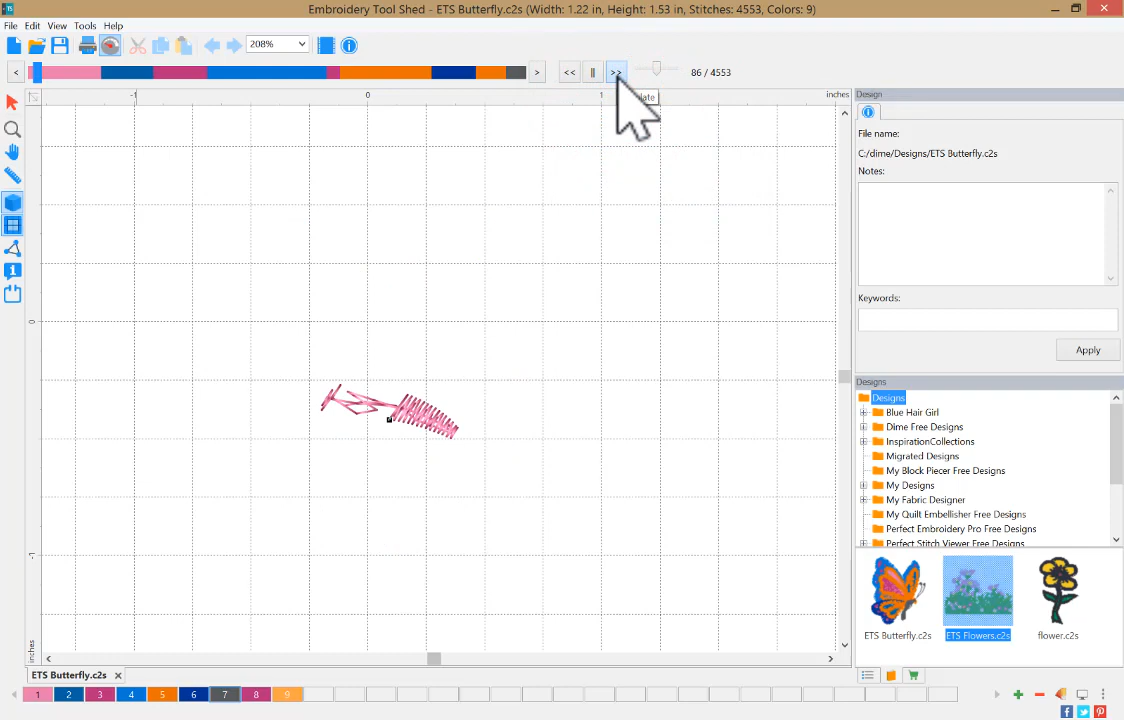 Embroidery Tool Shed - ETS Butterfly.c2s (Width: 1.22 in, Height: 1.53 in, Stitches: 4553, Colors: 9)
File Edit View Tools Help
208%
< > << || >> 86 / 4553
-1 0 1 inches
0
-1
inches
Design
File name:
C:/dime/Designs/ETS Butterfly.c2s
Notes:
Keywords:
Apply
Designs
Designs
Blue Hair Girl
Dime Free Designs
InspirationCollections
Migrated Designs
My Block Piecer Free Designs
My Designs
My Fabric Designer
My Quilt Embellisher Free Designs
Perfect Embroidery Pro Free Designs
Perfect Stitch Viewer Free Designs
ETS Butterfly.c2s ETS Flowers.c2s flower.c2s
ETS Butterfly.c2s
1 2 3 4 5 6 7 8 9